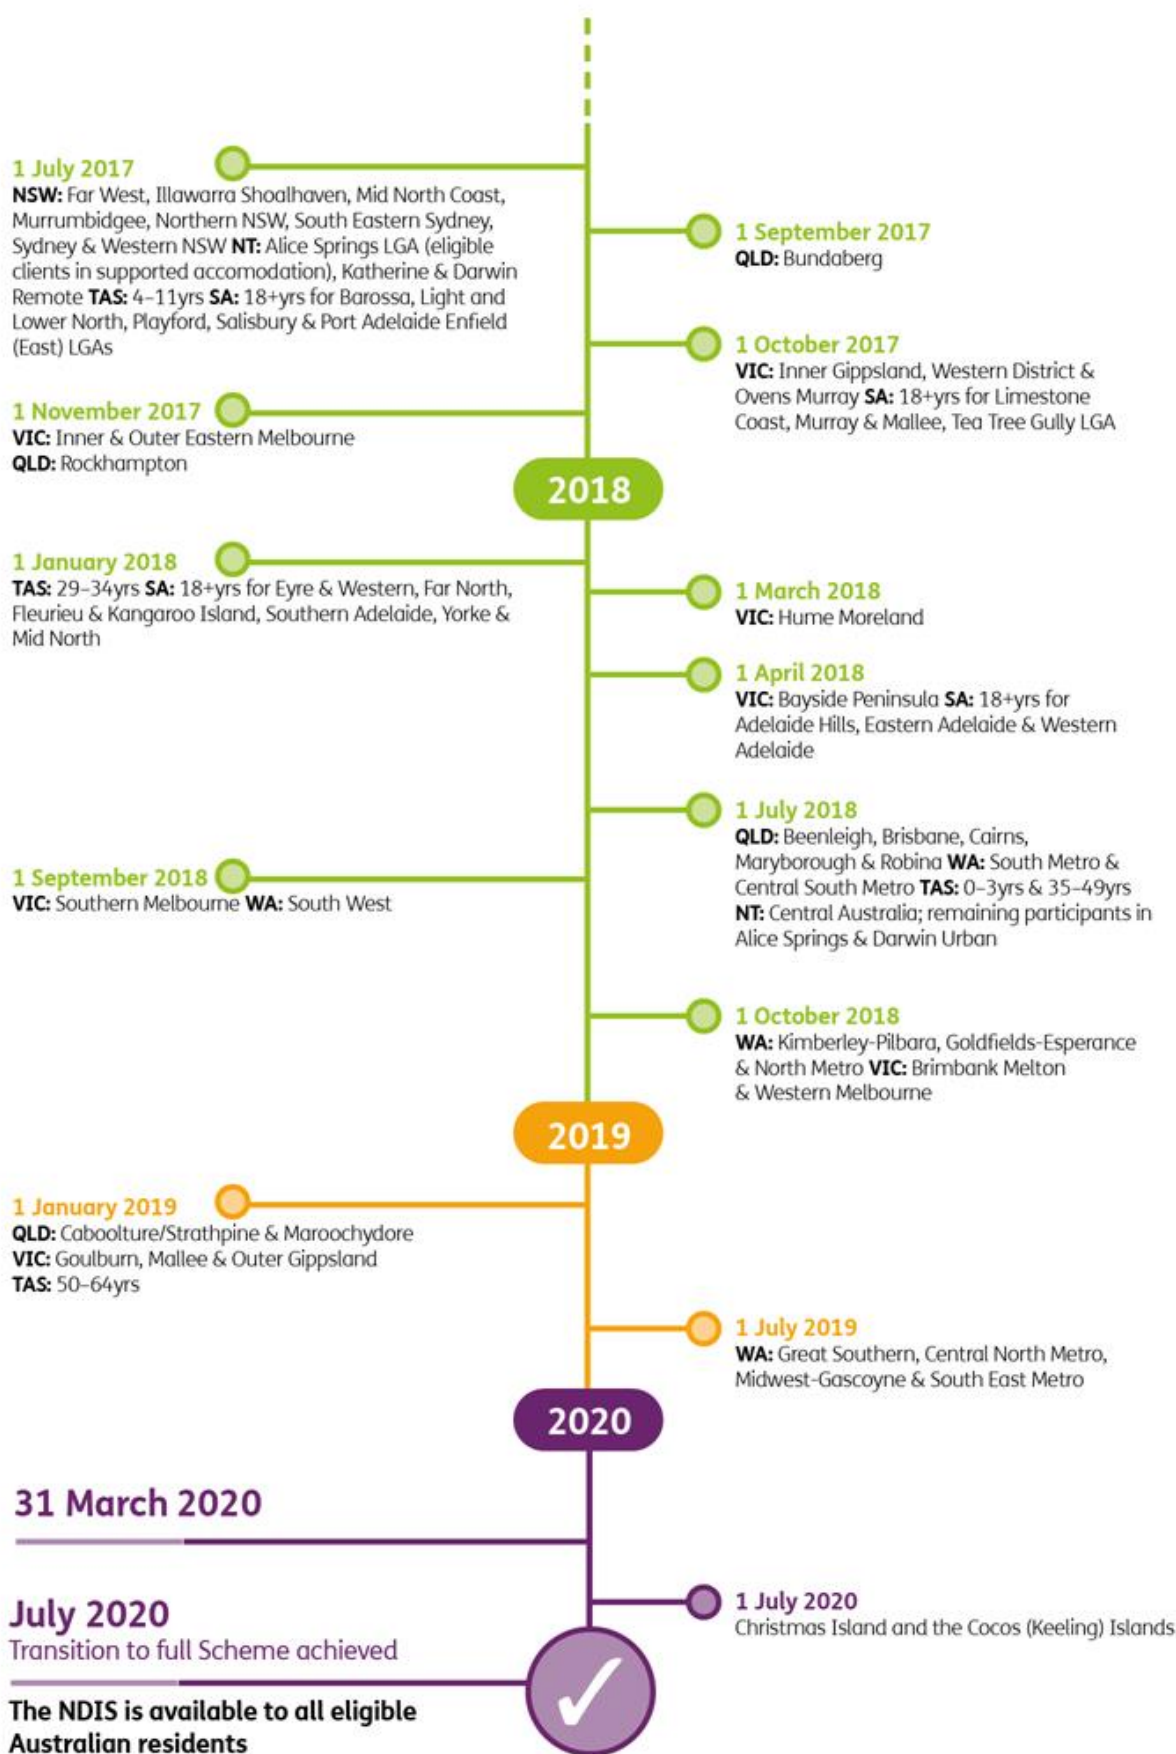 1 July 2017
NSW: Far West, Illawarra Shoalhaven, Mid North Coast,
Murrumbidgee, Northern NSW, South Eastern Sydney,
Sydney & Western NSW NT: Alice Springs LGA (eligible
clients in supported accomodation), Katherine & Darwin
Remote TAS: 4–11yrs SA: 18+yrs for Barossa, Light and
Lower North, Playford, Salisbury & Port Adelaide Enfield
(East) LGAs
1 September 2017
QLD: Bundaberg
1 October 2017
VIC: Inner Gippsland, Western District &
Ovens Murray SA: 18+yrs for Limestone
Coast, Murray & Mallee, Tea Tree Gully LGA
1 November 2017
VIC: Inner & Outer Eastern Melbourne
QLD: Rockhampton
2018
1 January 2018
TAS: 29–34yrs SA: 18+yrs for Eyre & Western, Far North,
Fleurieu & Kangaroo Island, Southern Adelaide, Yorke &
Mid North
1 March 2018
VIC: Hume Moreland
1 April 2018
VIC: Bayside Peninsula SA: 18+yrs for
Adelaide Hills, Eastern Adelaide & Western
Adelaide
1 July 2018
QLD: Beenleigh, Brisbane, Cairns,
Maryborough & Robina WA: South Metro &
Central South Metro TAS: 0–3yrs & 35–49yrs
NT: Central Australia; remaining participants in
Alice Springs & Darwin Urban
1 September 2018
VIC: Southern Melbourne WA: South West
1 October 2018
WA: Kimberley-Pilbara, Goldfields-Esperance
& North Metro VIC: Brimbank Melton
& Western Melbourne
2019
1 January 2019
QLD: Caboolture/Strathpine & Maroochydore
VIC: Goulburn, Mallee & Outer Gippsland
TAS: 50–64yrs
1 July 2019
WA: Great Southern, Central North Metro,
Midwest-Gascoyne & South East Metro
2020
31 March 2020
1 July 2020
Christmas Island and the Cocos (Keeling) Islands
July 2020
Transition to full Scheme achieved
The NDIS is available to all eligible
Australian residents